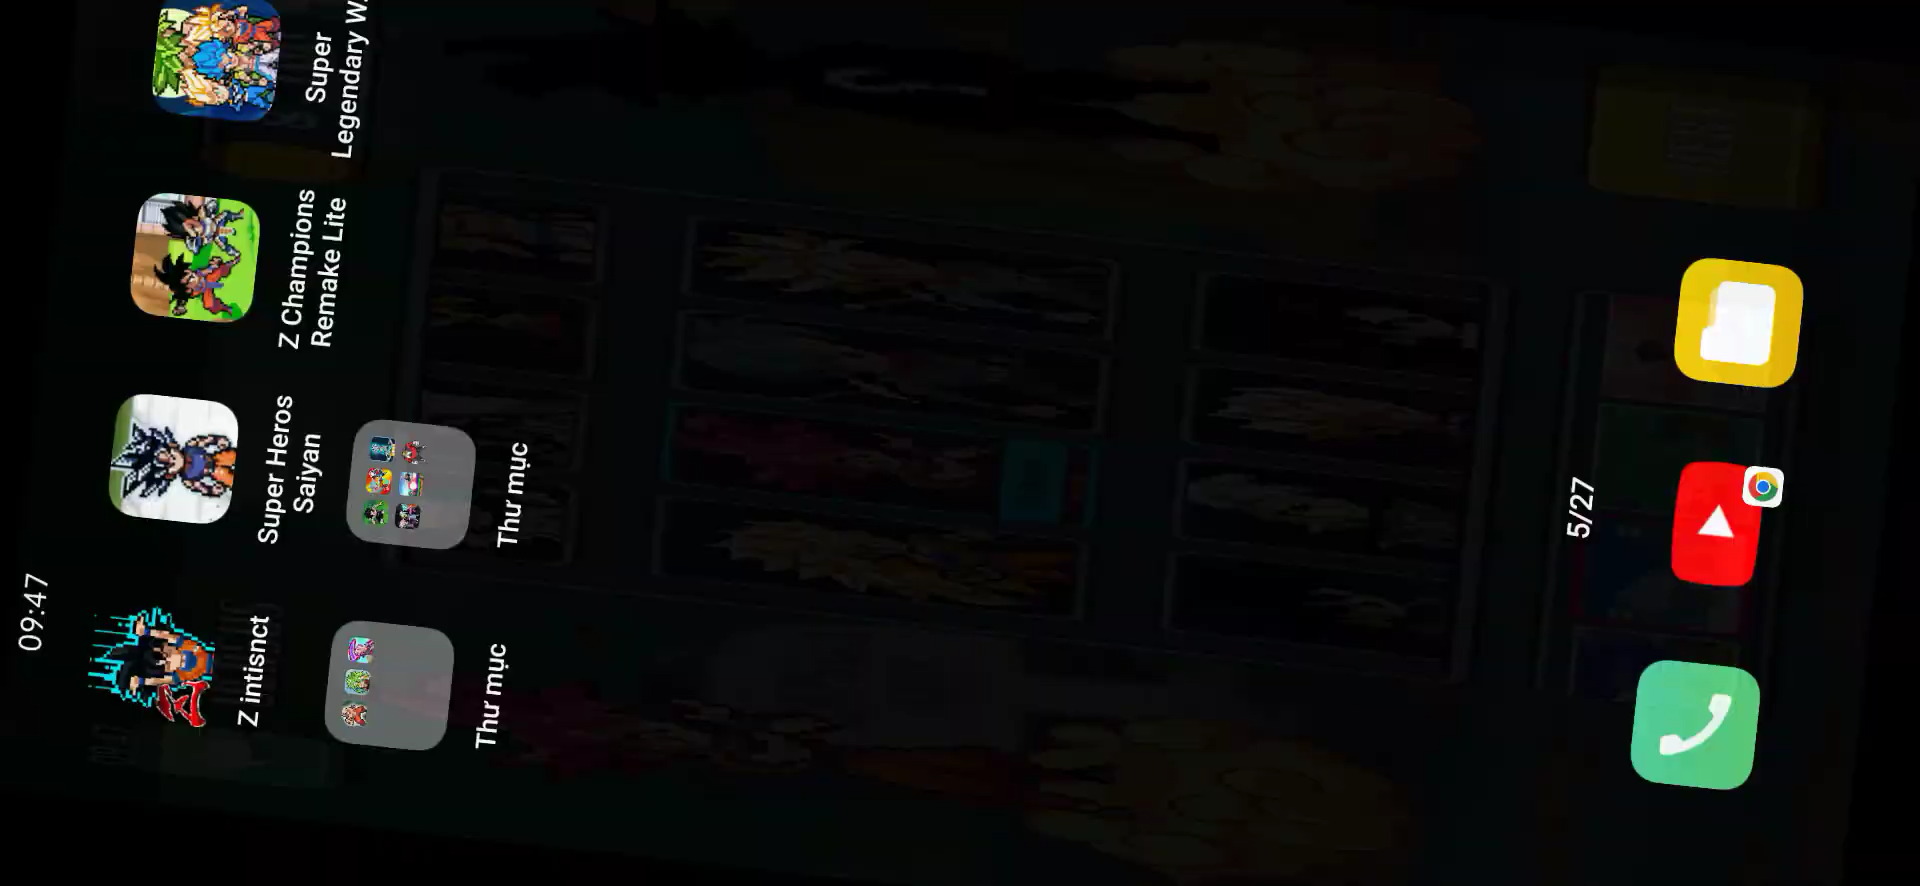 09:47
Z intisnct
Super Heros
Saiyan
Z Champions
Remake Lite
Super
Legendary W
Thư mục
Thư mục
5/27